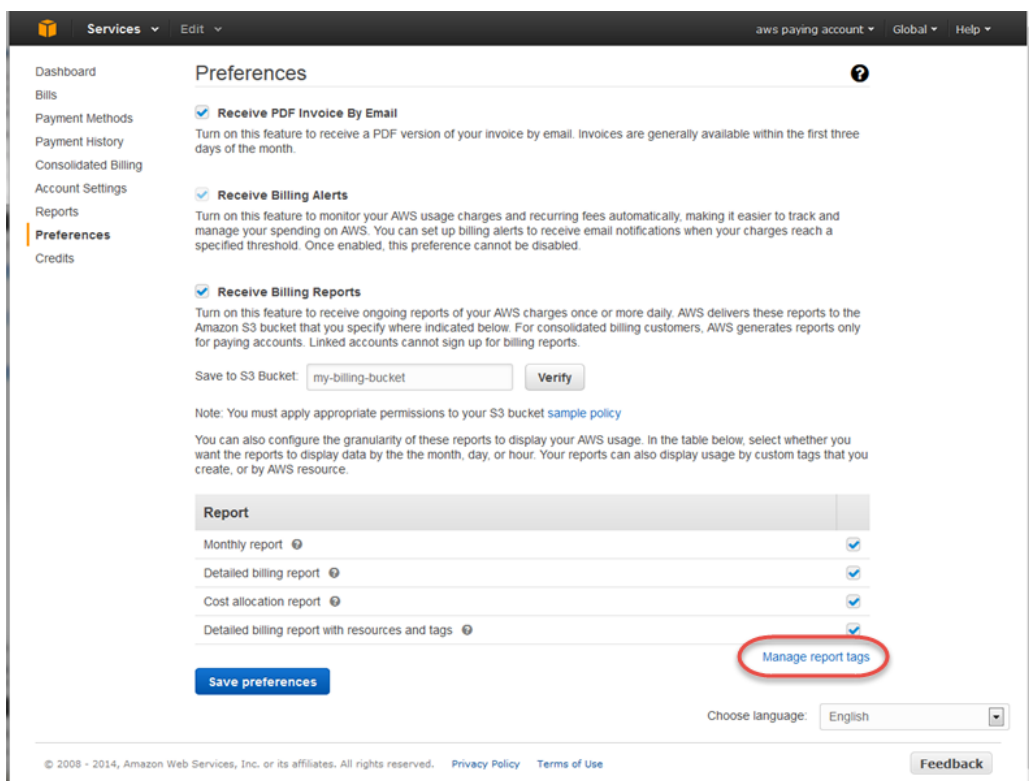 Services Edit aws paying account Global Help
Dashboard
Bills
Payment Methods
Payment History
Consolidated Billing
Account Settings
Reports
Preferences
Credits
Preferences
Receive PDF Invoice By Email
Turn on this feature to receive a PDF version of your invoice by email. Invoices are generally available within the first three
days of the month.
Receive Billing Alerts
Turn on this feature to monitor your AWS usage charges and recurring fees automatically, making it easier to track and
manage your spending on AWS. You can set up billing alerts to receive email notifications when your charges reach a
specified threshold. Once enabled, this preference cannot be disabled.
Receive Billing Reports
Turn on this feature to receive ongoing reports of your AWS charges once or more daily. AWS delivers these reports to the
Amazon S3 bucket that you specify where indicated below. For consolidated billing customers, AWS generates reports only
for paying accounts. Linked accounts cannot sign up for billing reports.
Save to S3 Bucket: my-billing-bucket Verify
Note: You must apply appropriate permissions to your S3 bucket sample policy
You can also configure the granularity of these reports to display your AWS usage. In the table below, select whether you
want the reports to display data by the the month, day, or hour. Your reports can also display usage by custom tags that you
create, or by AWS resource.
Report
Monthly report
Detailed billing report
Cost allocation report
Detailed billing report with resources and tags
Manage report tags
Save preferences
Choose language: English
© 2008 - 2014, Amazon Web Services, Inc. or its affiliates. All rights reserved. Privacy Policy Terms of Use Feedback